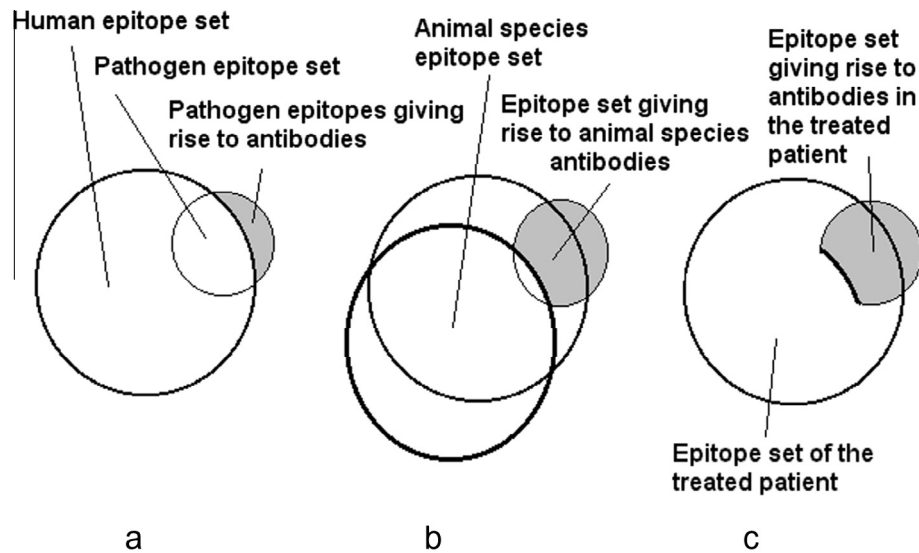 Human epitope set
Pathogen epitope set
Pathogen epitopes giving
rise to antibodies
Animal species
epitope set
Epitope set giving
rise to animal species
antibodies
Epitope set
giving rise to
antibodies in
the treated
patient
Epitope set of the
treated patient
a
b
c